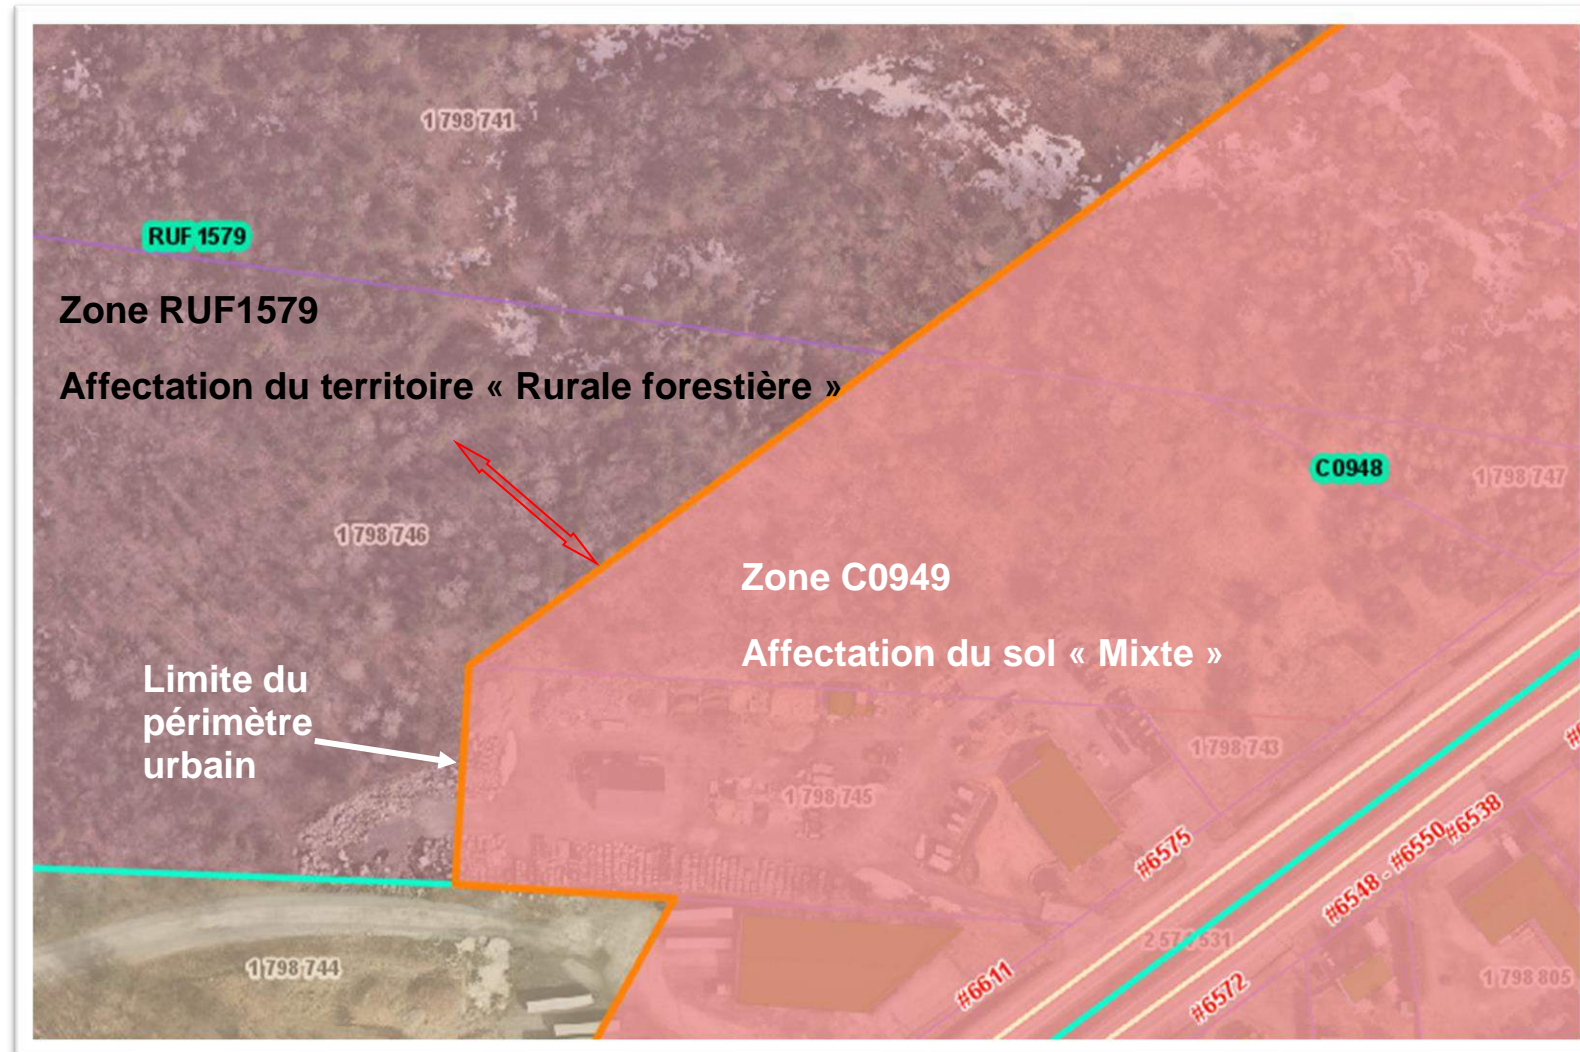 1 798 741
RUF 1579
Zone RUF1579
Affectation du territoire « Rurale forestière »
C0948
1 798 747
1 798 746
Zone C0949
Affectation du sol « Mixte »
Limite du
périmètre
urbain
1 798 743
1 798 745
#6575
#6548 - #6550
#6538
1 798 744
#6611
#6572
1 798 805